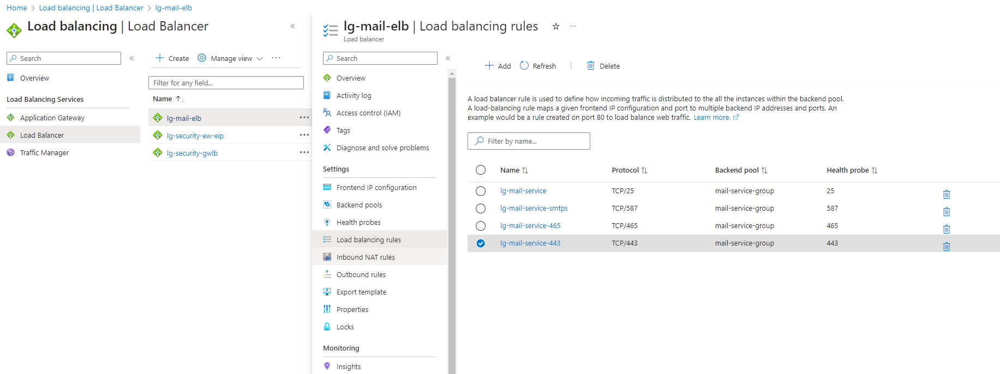 Home > Load balancing | Load Balancer > lg-mail-elb
Load balancing | Load Balancer
«
Search
«
Overview
Load Balancing Services
Application Gateway
Load Balancer
Traffic Manager
Create Manage view ···
Filter for any field...
Name ↑↓
lg-mail-elb ···
lg-security-ew-eip ···
lg-security-gwlb ···
lg-mail-elb | Load balancing rules ···
Load balancer
Search
«
Overview
Activity log
Access control (IAM)
Tags
Diagnose and solve problems
Settings
Frontend IP configuration
Backend pools
Health probes
Load balancing rules
Inbound NAT rules
Outbound rules
Export template
Properties
Locks
Monitoring
Insights
Add Refresh | Delete
A load balancer rule is used to define how incoming traffic is distributed to the all the instances within the backend pool.
A load-balancing rule maps a given frontend IP configuration and port to multiple backend IP addresses and ports. An
example would be a rule created on port 80 to load balance web traffic. Learn more.
Filter by name...
Name ↑↓ Protocol ↑↓ Backend pool ↑↓ Health probe ↑↓
lg-mail-service TCP/25 mail-service-group 25
lg-mail-service-smtps TCP/587 mail-service-group 587
lg-mail-service-465 TCP/465 mail-service-group 465
lg-mail-service-443 TCP/443 mail-service-group 443